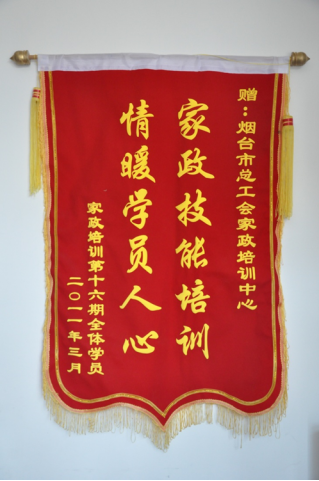 赠：烟台市总工会家政培训中心
家政技能培训
情暖学员人心
家政培训第十六期全体学员
二〇一一年三月